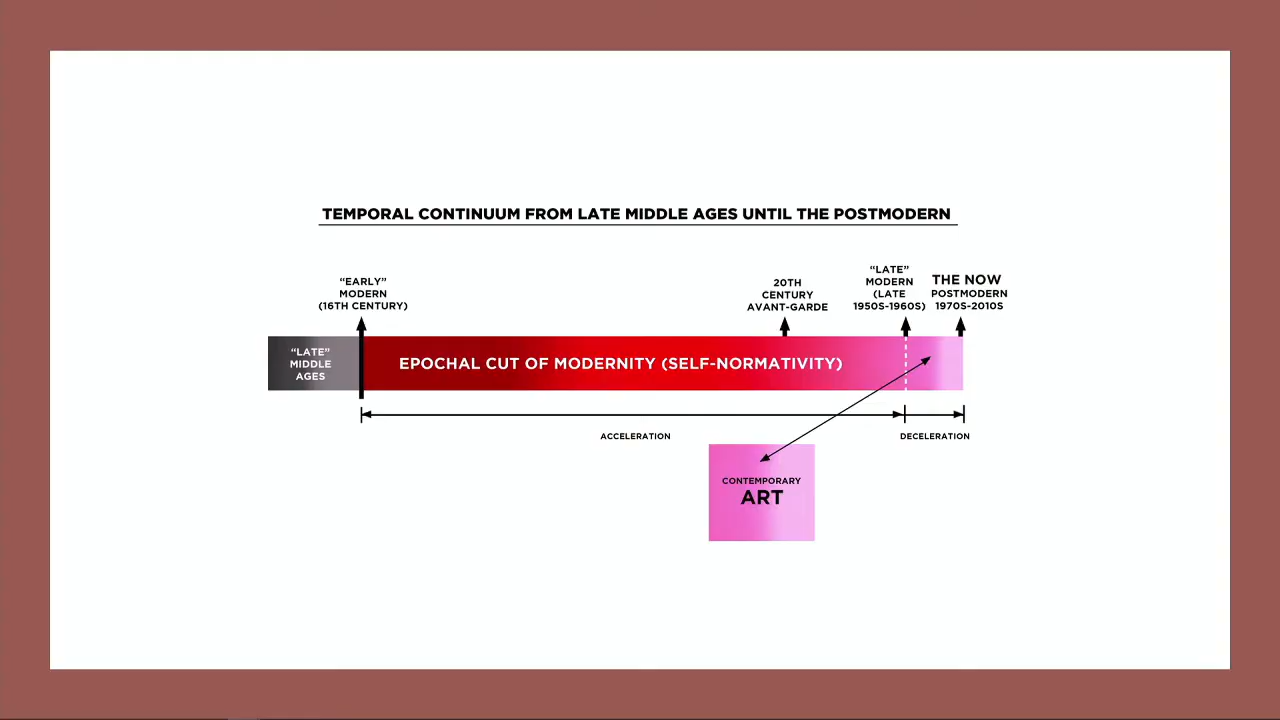 TEMPORAL CONTINUUM FROM LATE MIDDLE AGES UNTIL THE POSTMODERN
“EARLY”
MODERN
(16TH CENTURY)
20TH
CENTURY
AVANT-GARDE
“LATE”
MODERN
(LATE
1950S-1960S)
THE NOW
POSTMODERN
1970S-2010S
“LATE”
MIDDLE
AGES
EPOCHAL CUT OF MODERNITY (SELF-NORMATIVITY)
ACCELERATION
DECELERATION
CONTEMPORARY
ART